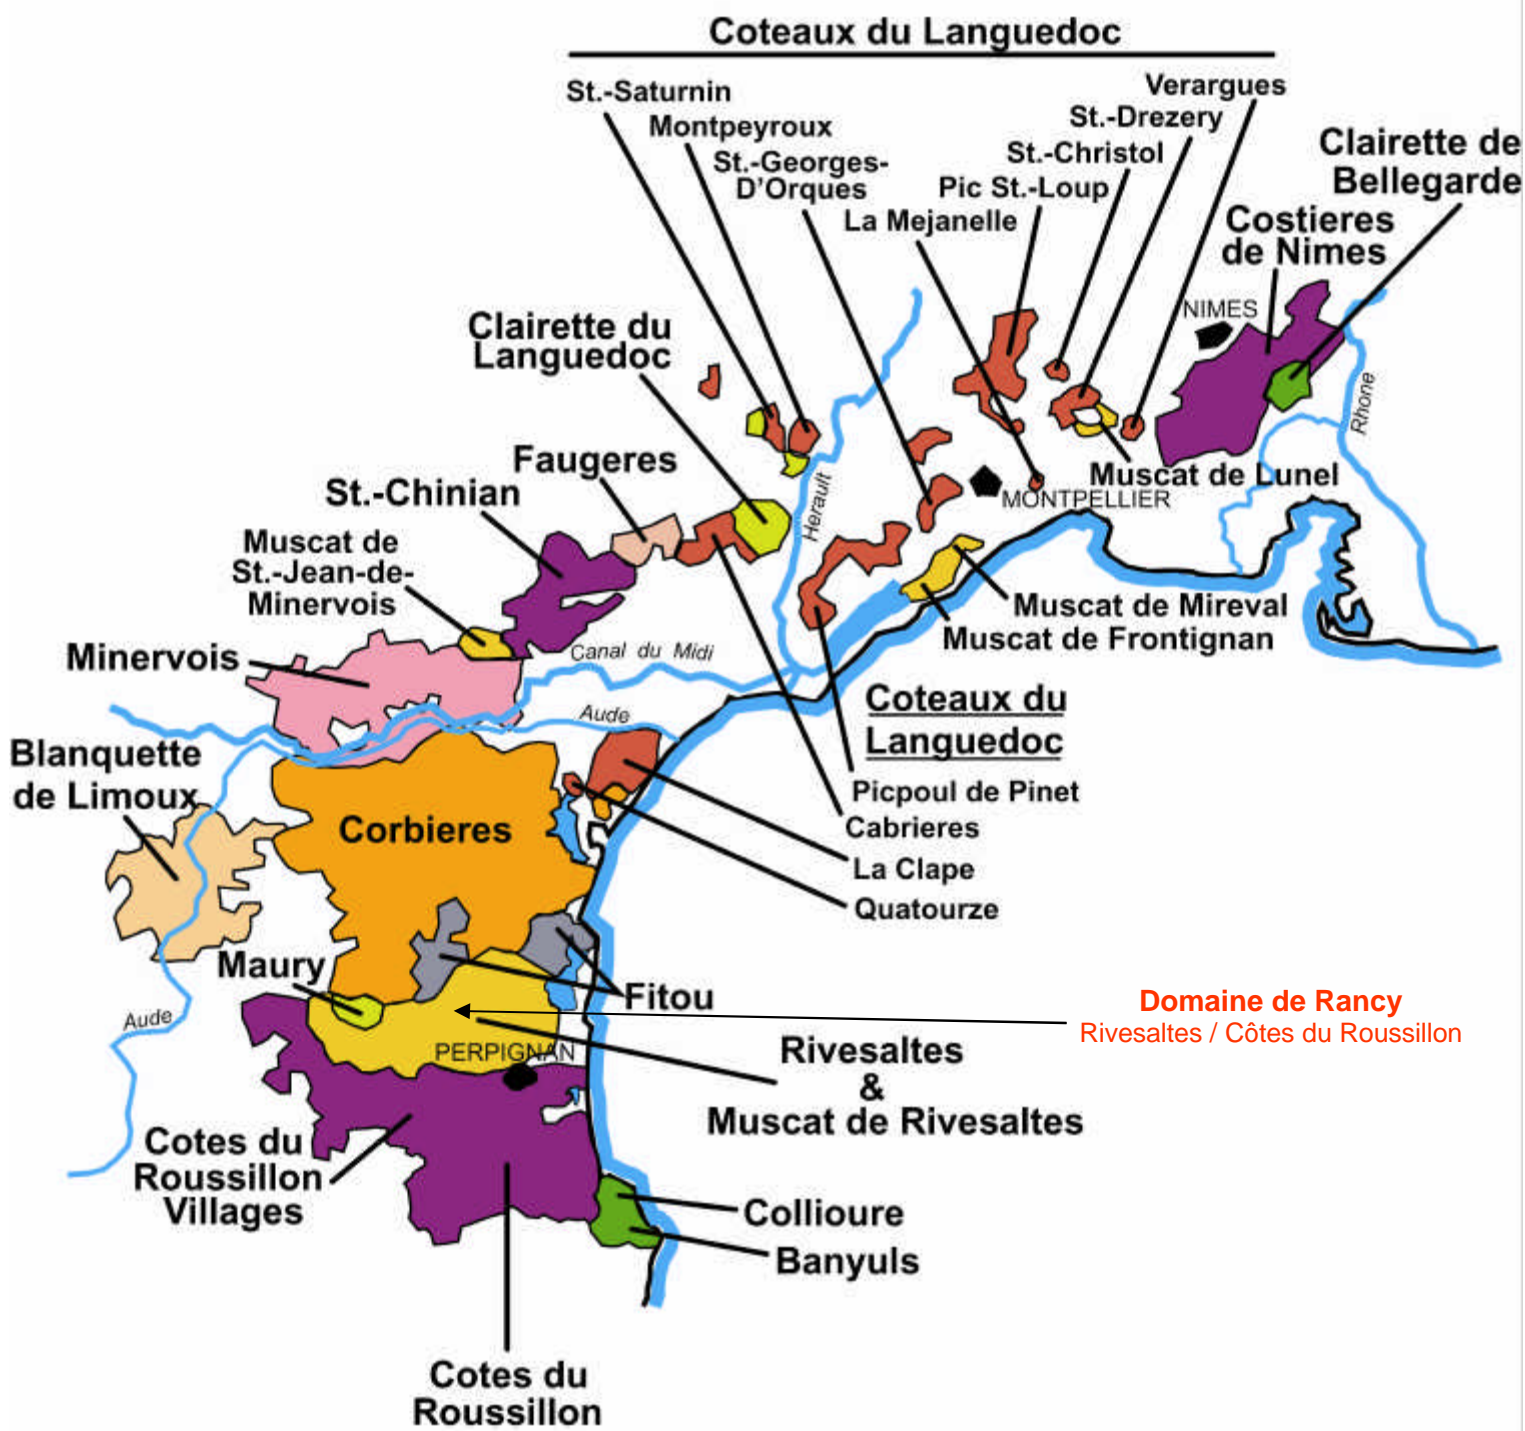 Coteaux du Languedoc
St.-Saturnin
Montpeyroux
St.-Georges-
D'Orques
La Mejanelle
Pic St.-Loup
St.-Christol
St.-Drezery
Verargues
Clairette de
Bellegarde
Costieres
de Nimes
NIMES
Rhone
Clairette du
Languedoc
Faugeres
St.-Chinian
Muscat de
St.-Jean-de-
Minervois
Minervois
Herault
Muscat de Lunel
MONTPELLIER
Muscat de Mireval
Muscat de Frontignan
Canal du Midi
Aude
Coteaux du
Languedoc
Picpoul de Pinet
Cabrieres
La Clape
Quatourze
Blanquette
de Limoux
Corbieres
Maury
Fitou
Aude
Domaine de Rancy
Rivesaltes / Côtes du Roussillon
PERPIGNAN
Rivesaltes
&
Muscat de Rivesaltes
Cotes du
Roussillon
Villages
Collioure
Banyuls
Cotes du
Roussillon